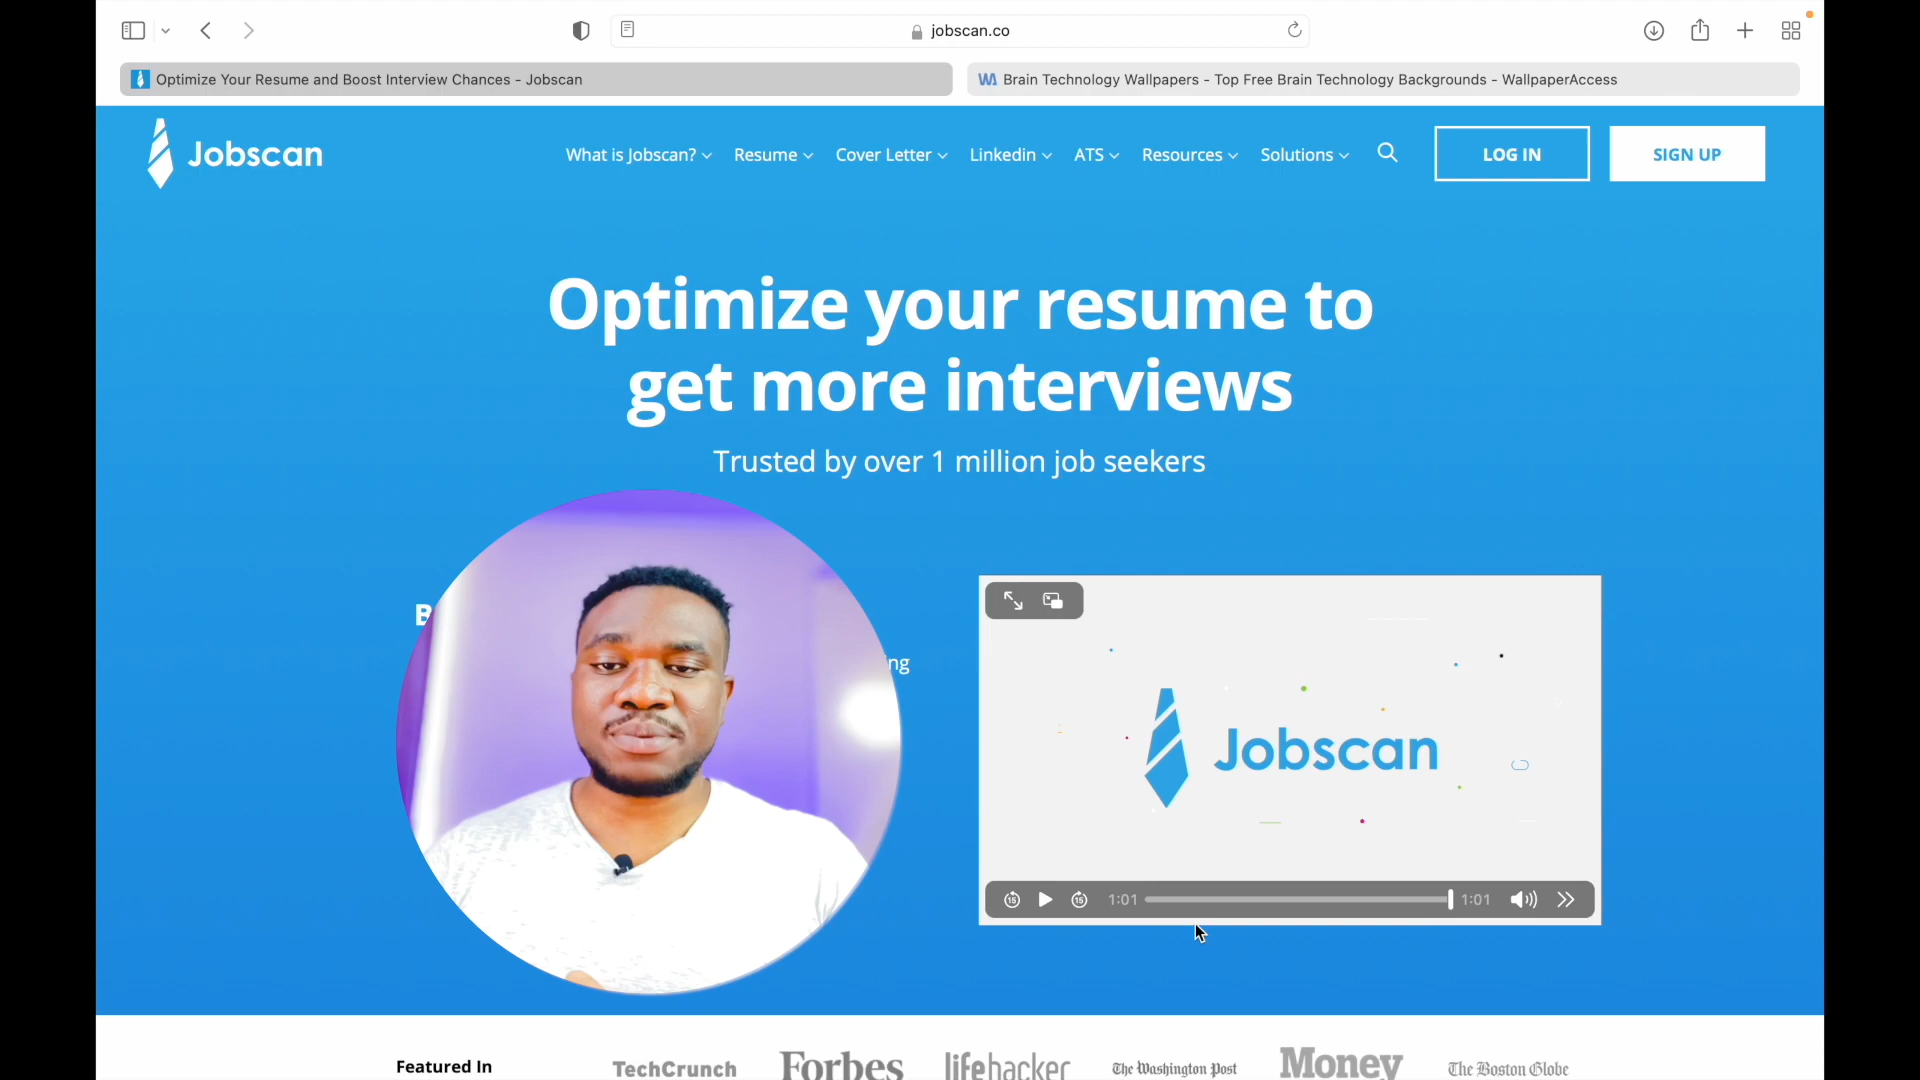 jobscan.co
Optimize Your Resume and Boost Interview Chances - Jobscan
Brain Technology Wallpapers - Top Free Brain Technology Backgrounds - WallpaperAccess
Jobscan
What is Jobscan?
Resume
Cover Letter
Linkedin
ATS
Resources
Solutions
LOG IN
SIGN UP
Optimize your resume to
get more interviews
Trusted by over 1 million job seekers
B
ng
Jobscan
15
15
1:01
1:01
Featured In
TechCrunch
Forbes
lifehacker
The Washington Post
Money
The Boston Globe